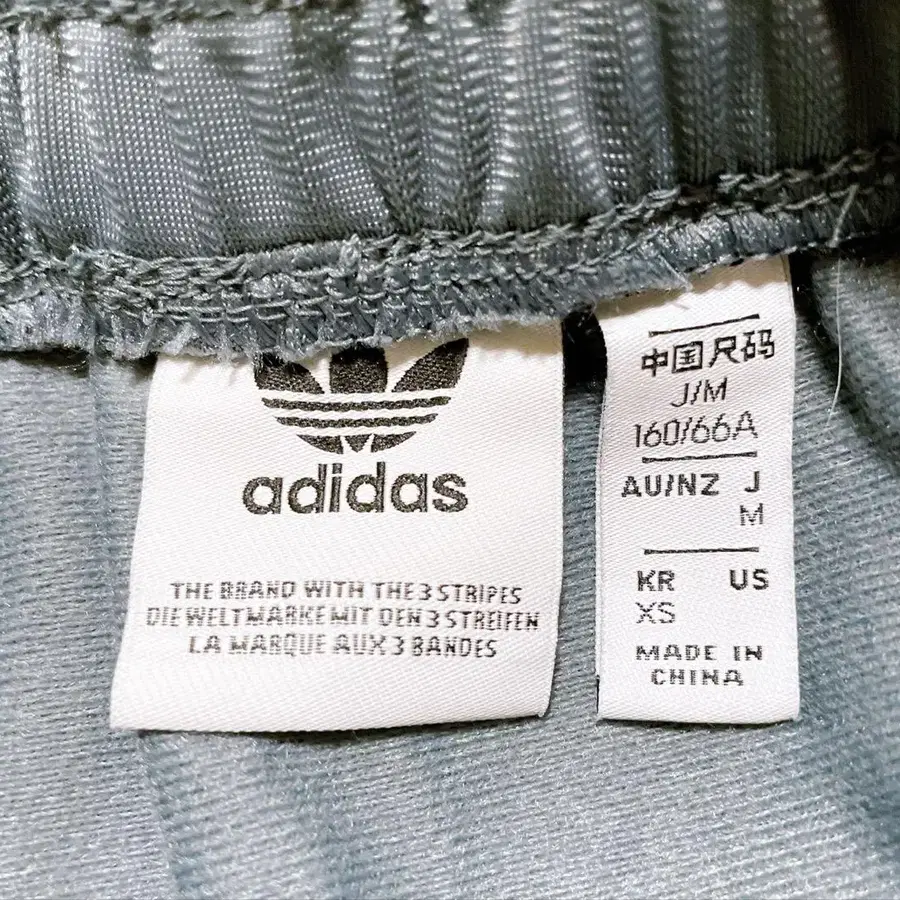 adidas
THE BRAND WITH THE 3 STRIPES
DIE WELTMARKE MIT DEN 3 STREIFEN
LA MARQUE AUX 3 BANDES
中国尺码
J/M
160/66A
AU/NZ J
M
KR US
XS
MADE IN
CHINA